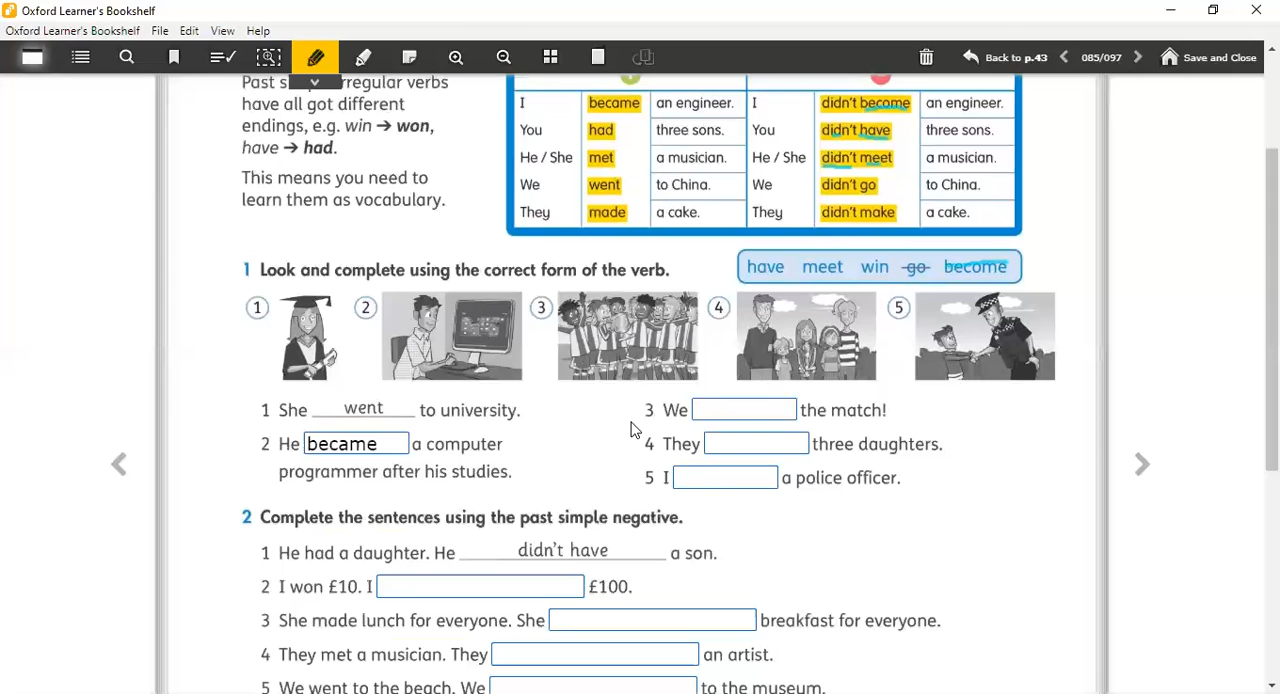 Oxford Learner's Bookshelf
Oxford Learner's Bookshelf File Edit View Help
Back to p.43 085/097 Save and Close
Past s rregular verbs
have all got different
endings, e.g. win → won,
have → had.
This means you need to
learn them as vocabulary.
I became an engineer. I didn't become an engineer.
You had three sons. You didn't have three sons.
He / She met a musician. He / She didn't meet a musician.
We went to China. We didn't go to China.
They made a cake. They didn't make a cake.
1 Look and complete using the correct form of the verb.
have meet win go become
1 2 3 4 5
1 She went to university.
2 He became a computer
programmer after his studies.
3 We the match!
4 They three daughters.
5 I a police officer.
2 Complete the sentences using the past simple negative.
1 He had a daughter. He didn't have a son.
2 I won £10. I £100.
3 She made lunch for everyone. She breakfast for everyone.
4 They met a musician. They an artist.
5 We went to the beach. We to the museum.